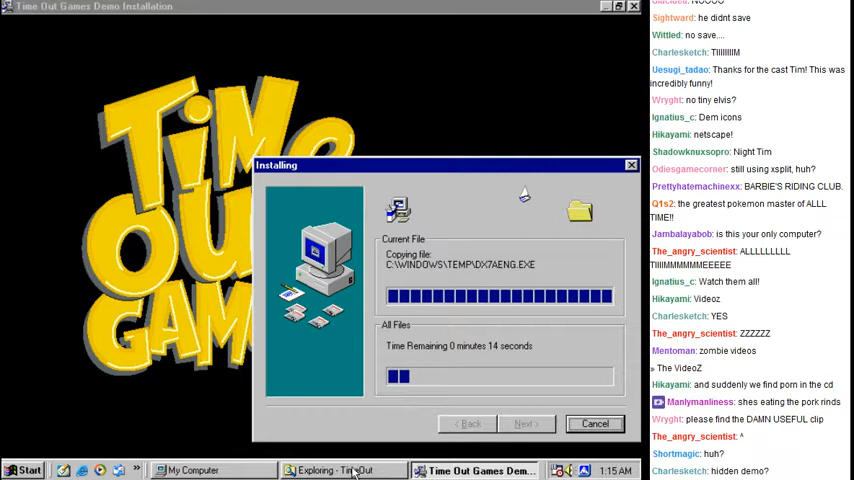 Time Out Games Demo Installation
TiME
OUT
GAMES
Installing
Current File
Copying file:
C:\WINDOWS\TEMP\DX7AENG.EXE
All Files
Time Remaining 0 minutes 14 seconds
< Back
Next >
Cancel
Start
My Computer
Exploring - TimeOut
Time Out Games Dem...
1:15 AM
Sightward: he didnt save
Wittled: no save....
Charlesketch: TIIIIIIIIM
Uesugi_tadao: Thanks for the cast Tim! This was
incredibly funny!
Wryght: no tiny elvis?
Ignatius_c: Dem icons
Hikayami: netscape!
Shadowknuxsopro: Night Tim
Odiesgamecorner: still using xsplit, huh?
Prettyhatemachinexx: BARBIE'S RIDING CLUB.
Q1s2: the greatest pokemon master of ALLL
TIME!!
Jambalayabob: is this your only computer?
The_angry_scientist: ALLLLLLLLL
TIIIIMMMMMMEEEEE
Ignatius_c: Watch them all!
Hikayami: Videoz
Charlesketch: YES
The_angry_scientist: ZZZZZZ
Mentoman: zombie videos
» The VideoZ
Hikayami: and suddenly we find porn in the cd
Manlymanliness: shes eating the pork rinds
Wryght: please find the DAMN USEFUL clip
The_angry_scientist: ^
Shortmagic: huh?
Charlesketch: hidden demo?